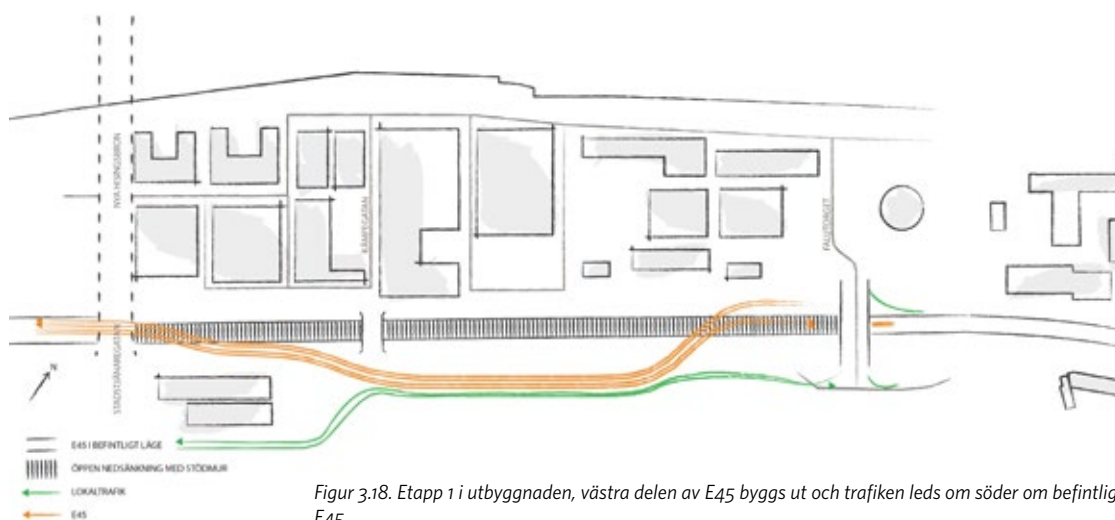 NYA HISINGSBRON
KÄMPEGATAN
FALUTORGET
STADSTJÄNAREGATAN
N
E45 I BEFINTLIGT LÄGE
ÖPPEN NEDSÄNKNING MED STÖDMUR
LOKALTRAFIK
E45
Figur 3.18. Etapp 1 i utbyggnaden, västra delen av E45 byggs ut och trafiken leds om söder om befintlig
E45